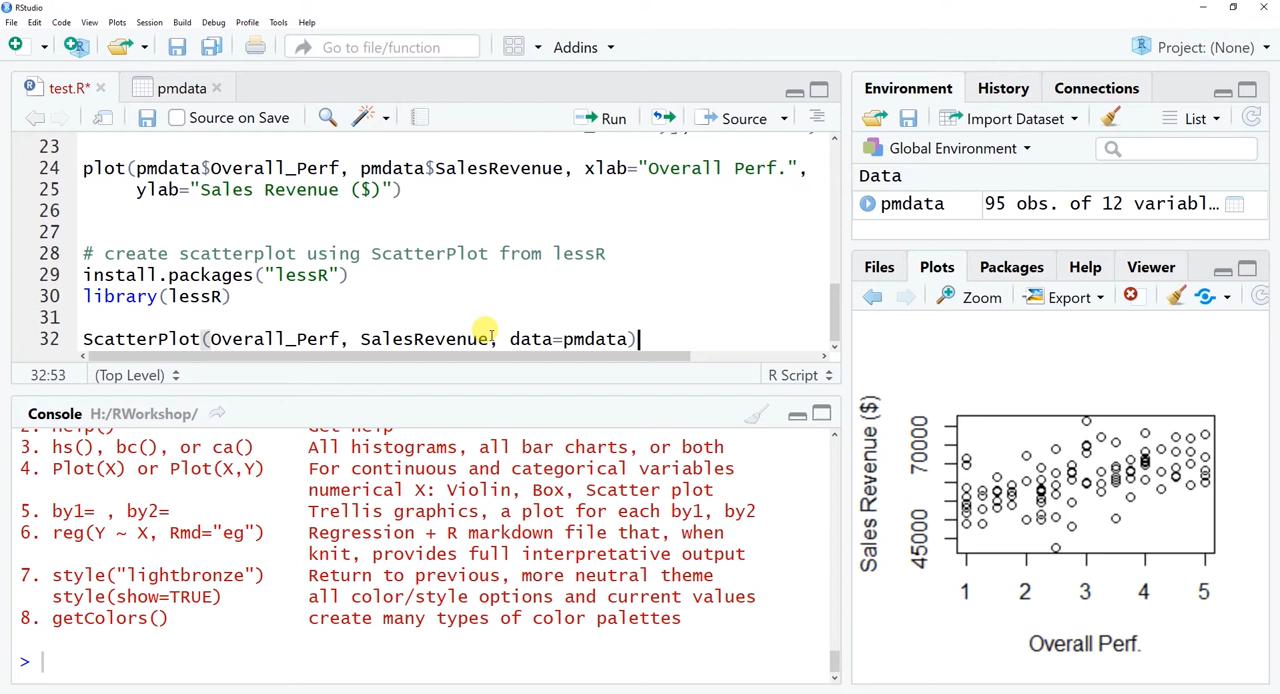 RStudio
File Edit Code View Plots Session Build Debug Profile Tools Help
Go to file/function Addins Project: (None)
test.R* pmdata
Source on Save Run Source
23
24 plot(pmdata$Overall_Perf, pmdata$SalesRevenue, xlab="Overall Perf.",
25 ylab="Sales Revenue ($)")
26
27
28 # create scatterplot using ScatterPlot from lessR
29 install.packages("lessR")
30 library(lessR)
31
32 ScatterPlot(Overall_Perf, SalesRevenue, data=pmdata)
32:53 (Top Level) R Script
Console H:/RWorkshop/
2. help() Get help
3. hs(), bc(), or ca() All histograms, all bar charts, or both
4. Plot(X) or Plot(X,Y) For continuous and categorical variables
numerical X: Violin, Box, Scatter plot
5. by1= , by2= Trellis graphics, a plot for each by1, by2
6. reg(Y ~ X, Rmd="eg") Regression + R markdown file that, when
knit, provides full interpretative output
7. style("lightbronze") Return to previous, more neutral theme
style(show=TRUE) all color/style options and current values
8. getColors() create many types of color palettes
>
Environment History Connections
Import Dataset List
Global Environment
Data
pmdata 95 obs. of 12 variabl…
Files Plots Packages Help Viewer
Zoom Export
Sales Revenue ($)
70000
45000
1 2 3 4 5
Overall Perf.